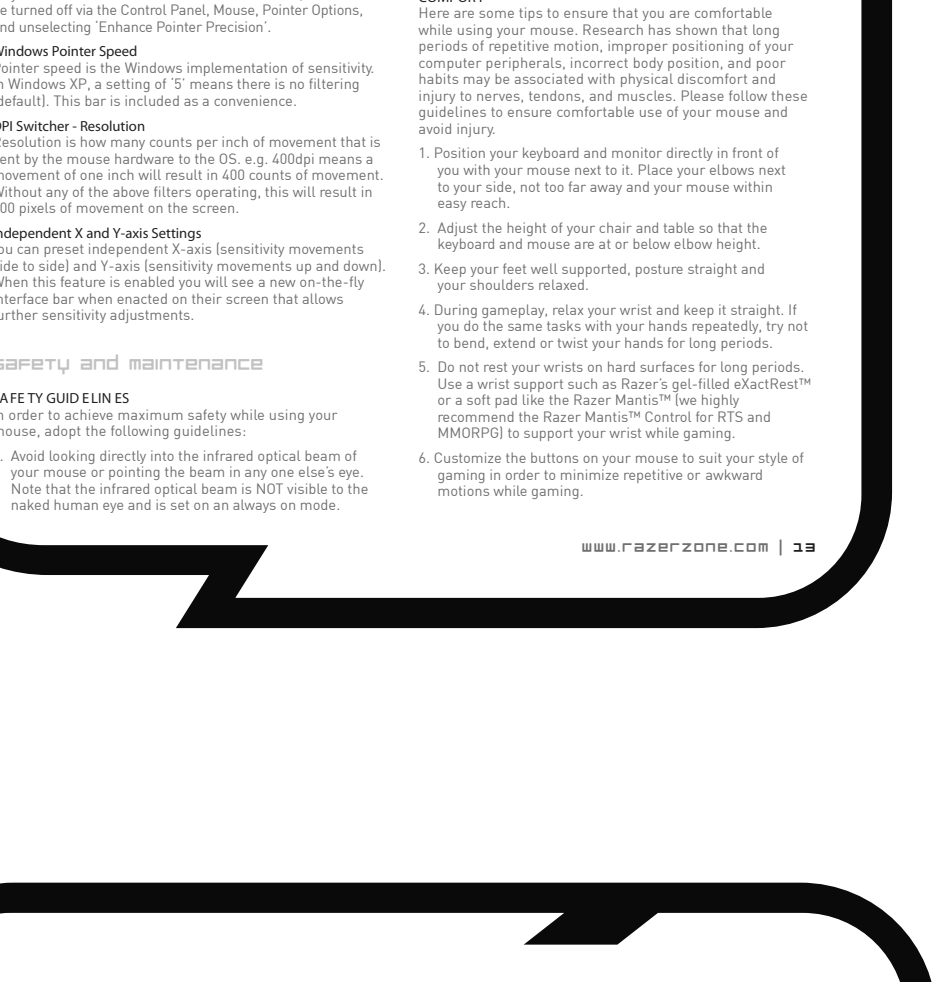 e turned off via the Control Panel, Mouse, Pointer Options,
nd unselecting ‘Enhance Pointer Precision’.
Windows Pointer Speed
Pointer speed is the Windows implementation of sensitivity.
n Windows XP, a setting of ‘5’ means there is no filtering
default). This bar is included as a convenience.
DPI Switcher - Resolution
Resolution is how many counts per inch of movement that is
ent by the mouse hardware to the OS. e.g. 400dpi means a
movement of one inch will result in 400 counts of movement.
Without any of the above filters operating, this will result in
00 pixels of movement on the screen.
ndependent X and Y-axis Settings
ou can preset independent X-axis (sensitivity movements
ide to side) and Y-axis (sensitivity movements up and down).
When this feature is enabled you will see a new on-the-fly
nterface bar when enacted on their screen that allows
urther sensitivity adjustments.
safety and maintenance
AFE TY GUID E LIN ES
n order to achieve maximum safety while using your
mouse, adopt the following guidelines:
. Avoid looking directly into the infrared optical beam of
your mouse or pointing the beam in any one else’s eye.
Note that the infrared optical beam is NOT visible to the
naked human eye and is set on an always on mode.
COMFORT
Here are some tips to ensure that you are comfortable
while using your mouse. Research has shown that long
periods of repetitive motion, improper positioning of your
computer peripherals, incorrect body position, and poor
habits may be associated with physical discomfort and
injury to nerves, tendons, and muscles. Please follow these
guidelines to ensure comfortable use of your mouse and
avoid injury.
1. Position your keyboard and monitor directly in front of
you with your mouse next to it. Place your elbows next
to your side, not too far away and your mouse within
easy reach.
2. Adjust the height of your chair and table so that the
keyboard and mouse are at or below elbow height.
3. Keep your feet well supported, posture straight and
your shoulders relaxed.
4. During gameplay, relax your wrist and keep it straight. If
you do the same tasks with your hands repeatedly, try not
to bend, extend or twist your hands for long periods.
5. Do not rest your wrists on hard surfaces for long periods.
Use a wrist support such as Razer’s gel-filled eXactRest™
or a soft pad like the Razer Mantis™ (we highly
recommend the Razer Mantis™ Control for RTS and
MMORPG) to support your wrist while gaming.
6. Customize the buttons on your mouse to suit your style of
gaming in order to minimize repetitive or awkward
motions while gaming.
www.razerzone.com | 13